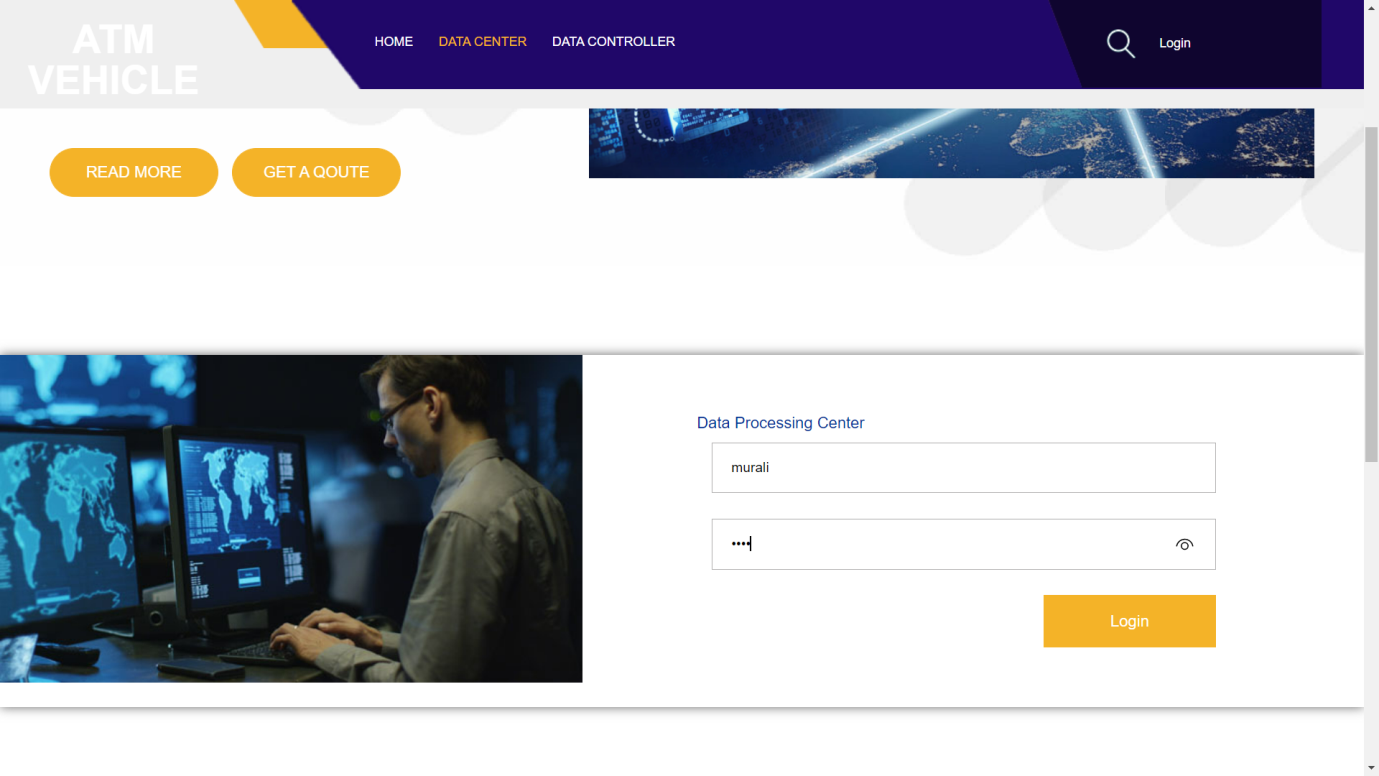 ATM
VEHICLE
HOME
DATA CENTER
DATA CONTROLLER
Login
READ MORE
GET A QOUTE
Data Processing Center
murali
••••
Login